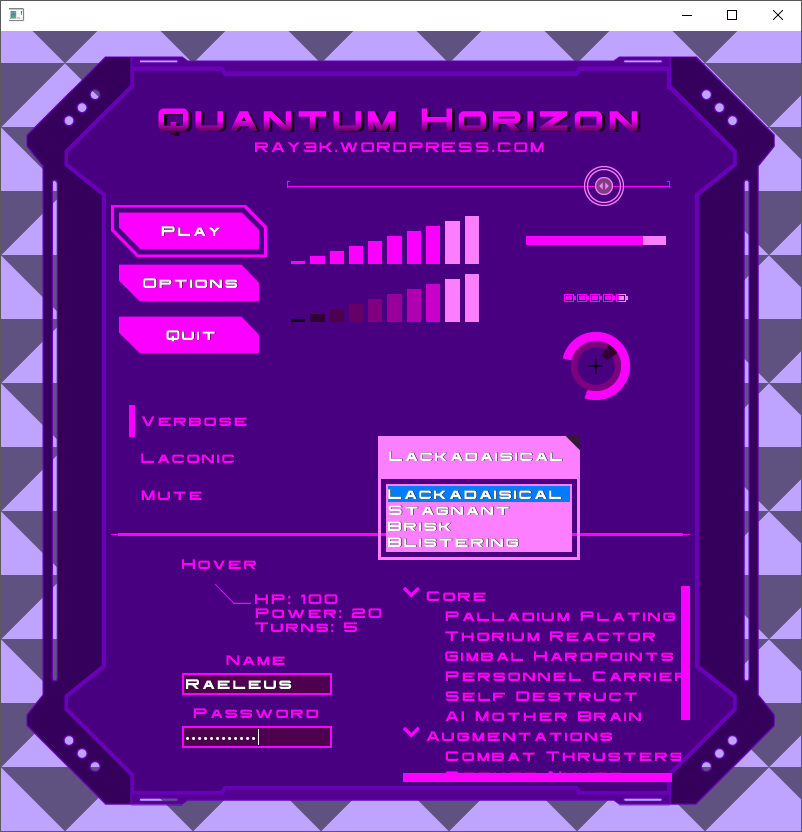 Quantum Horizon
RAY3K.WORDPRESS.COM
Play
Options
Quit
Verbose
Laconic
Mute
Lackadaisical
Lackadaisical
Stagnant
Brisk
Blistering
Hover
HP: 100
Power: 20
Turns: 5
Name
Raeleus
Password
Core
Palladium Plating
Thorium Reactor
Gimbal Hardpoints
Personnel Carrier
Self Destruct
AI Mother Brain
Augmentations
Combat Thrusters